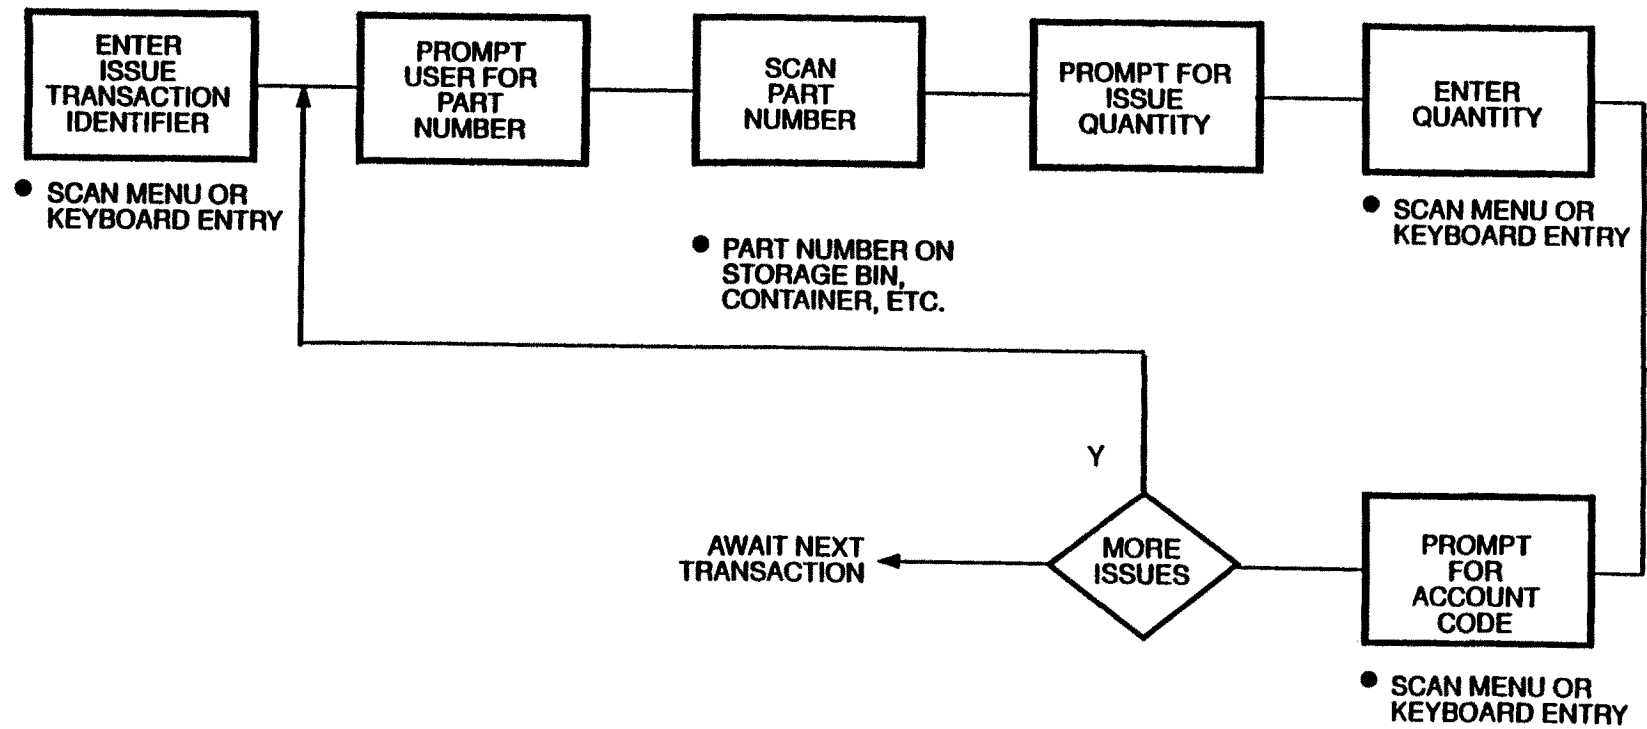 ENTER
ISSUE
TRANSACTION
IDENTIFIER
● SCAN MENU OR
KEYBOARD ENTRY
PROMPT
USER FOR
PART
NUMBER
SCAN
PART
NUMBER
● PART NUMBER ON
STORAGE BIN,
CONTAINER, ETC.
PROMPT FOR
ISSUE
QUANTITY
ENTER
QUANTITY
● SCAN MENU OR
KEYBOARD ENTRY
PROMPT
FOR
ACCOUNT
CODE
● SCAN MENU OR
KEYBOARD ENTRY
MORE
ISSUES
Y
AWAIT NEXT
TRANSACTION